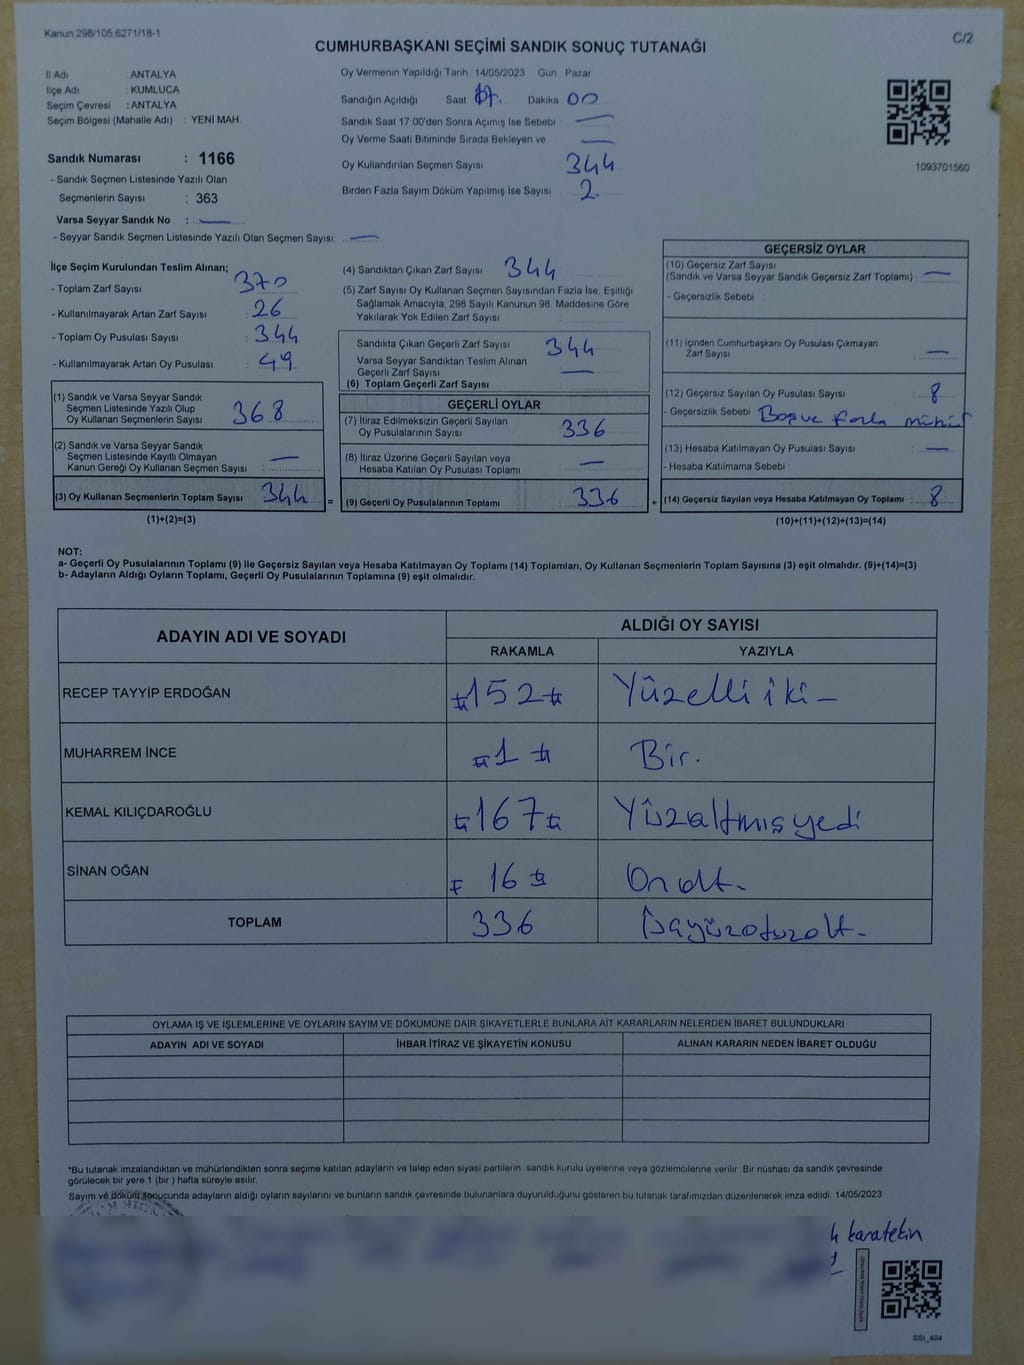 Kanun 298/105,6271/18-1
C/2
CUMHURBAŞKANI SEÇİMİ SANDIK SONUÇ TUTANAĞI
İl Adı : ANTALYA
İlçe Adı : KUMLUCA
Seçim Çevresi : ANTALYA
Seçim Bölgesi (Mahalle Adı) : YENİ MAH.
Sandık Numarası : 1166
- Sandık Seçmen Listesinde Yazılı Olan
Seçmenlerin Sayısı : 363
Varsa Seyyar Sandık No : —
- Seyyar Sandık Seçmen Listesinde Yazılı Olan Seçmen Sayısı : —
Oy Vermenin Yapıldığı Tarih : 14/05/2023 Gün Pazar
Sandığın Açıldığı Saat 17. Dakika 00
Sandık Saat 17:00'den Sonra Açımış İse Sebebi : —
Oy Verme Saati Bitiminde Sırada Bekleyen ve —
Oy Kullandırılan Seçmen Sayısı 344
Birden Fazla Sayım Döküm Yapılmış İse Sayısı 2.
1093701560
İlçe Seçim Kurulundan Teslim Alınan;
- Toplam Zarf Sayısı 370
- Kullanılmayarak Artan Zarf Sayısı 26
- Toplam Oy Pusulası Sayısı 344
- Kullanılmayarak Artan Oy Pusulası 49
(1) Sandık ve Varsa Seyyar Sandık
Seçmen Listesinde Yazılı Olup
Oy Kullanan Seçmenlerin Sayısı 368
(2) Sandık ve Varsa Seyyar Sandık
Seçmen Listesinde Kayıtlı Olmayan
Kanun Gereği Oy Kullanan Seçmen Sayısı : —
(3) Oy Kullanan Seçmenlerin Toplam Sayısı 344
(1)+(2)=(3)
=
(4) Sandıktan Çıkan Zarf Sayısı 344
(5) Zarf Sayısı Oy Kullanan Seçmen Sayısından Fazla İse, Eşitliği
Sağlamak Amacıyla, 298 Sayılı Kanunun 98. Maddesine Göre
Yakılarak Yok Edilen Zarf Sayısı
Sandıkta Çıkan Geçerli Zarf Sayısı 344
Varsa Seyyar Sandıktan Teslim Alınan
Geçerli Zarf Sayısı —
(6) Toplam Geçerli Zarf Sayısı
GEÇERLİ OYLAR
(7) İtiraz Edilmeksizin Geçerli Sayılan
Oy Pusulalarının Sayısı 336
(8) İtiraz Üzerine Geçerli Sayılan veya
Hesaba Katılan Oy Pusulası Toplamı —
(9) Geçerli Oy Pusulalarının Toplamı 336
+
GEÇERSİZ OYLAR
(10) Geçersiz Zarf Sayısı
(Sandık ve Varsa Seyyar Sandık Geçersiz Zarf Toplamı) : —
- Geçersizlik Sebebi :
(11) İçinden Cumhurbaşkanı Oy Pusulası Çıkmayan
Zarf Sayısı —
(12) Geçersiz Sayılan Oy Pusulası Sayısı 8
- Geçersizlik Sebebi Boş ve fazla mühür
(13) Hesaba Katılmayan Oy Pusulası Sayısı —
- Hesaba Katılmama Sebebi :
(14) Geçersiz Sayılan veya Hesaba Katılmayan Oy Toplamı : 8
(10)+(11)+(12)+(13)=(14)
NOT:
a- Geçerli Oy Pusulalarının Toplamı (9) ile Geçersiz Sayılan veya Hesaba Katılmayan Oy Toplamı (14) Toplamları, Oy Kullanan Seçmenlerin Toplam Sayısına (3) eşit olmalıdır. (9)+(14)=(3)
b- Adayların Aldığı Oyların Toplamı, Geçerli Oy Pusulalarının Toplamına (9) eşit olmalıdır.
ADAYIN ADI VE SOYADI ALDIĞI OY SAYISI
RAKAMLA YAZIYLA
RECEP TAYYİP ERDOĞAN 152 Yüzelli iki –
MUHARREM İNCE 1 Bir.
KEMAL KILIÇDAROĞLU 167 Yüzaltmış yedi
SİNAN OĞAN 16 Onaltı-
TOPLAM 336
OYLAMA İŞ VE İŞLEMLERİNE VE OYLARIN SAYIM VE DÖKÜMÜNE DAİR ŞİKAYETLERLE BUNLARA AİT KARARLARIN NELERDEN İBARET BULUNDUKLARI
ADAYIN ADI VE SOYADI İHBAR İTİRAZ VE ŞİKAYETİN KONUSU ALINAN KARARIN NEDEN İBARET OLDUĞU
*Bu tutanak imzalandıktan ve mühürlendikten sonra seçime katılan adayların ve talep eden siyasi partilerin sandık kurulu üyelerine veya gözlemcilerine verilir. Bir nüshası da sandık çevresinde
görülecek bir yere 1 (bir) hafta süreyle asılır.
Sayım ve döküm sonucunda adayların aldığı oyların sayılarını ve bunların sandık çevresinde bulunanlara duyurulduğunu gösteren bu tutanak tarafımızdan düzenlenerek imza edildi. 14/05/2023
karatekin
SSI_404